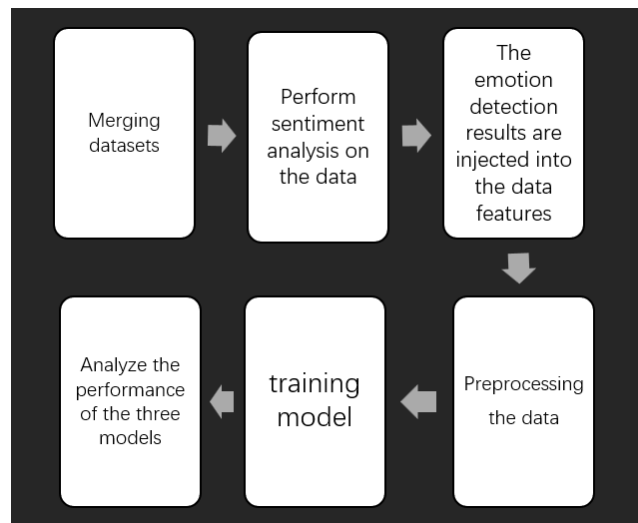 Merging
datasets
Perform
sentiment
analysis on
the data
The
emotion
detection
results are
injected into
the data
features
Preprocessing
the data
training
model
Analyze the
performance
of the three
models